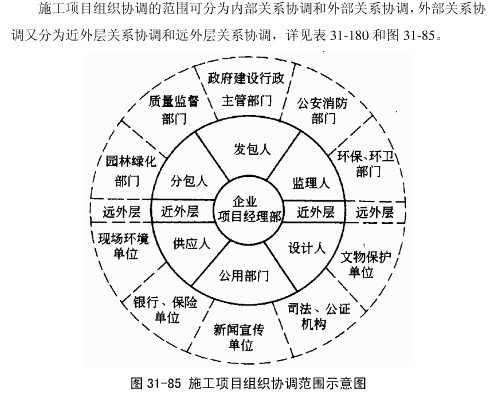 施工项目组织协调的范围可分为内部关系协调和外部关系协调，外部关系协
调又分为近外层关系协调和远外层关系协调，详见表 31-180 和图 31-85。
政府建设行政
主管部门
质量监督
部门
公安消防
部门
发包人
园林绿化
部门
环保、环卫
部门
分包人
监理人
企业
项目经理部
远外层
近外层
近外层
远外层
现场环境
单位
供应人
设计人
文物保护
单位
公用部门
银行、保险
单位
司法、公证
机构
新闻宣传
单位
图 31-85 施工项目组织协调范围示意图